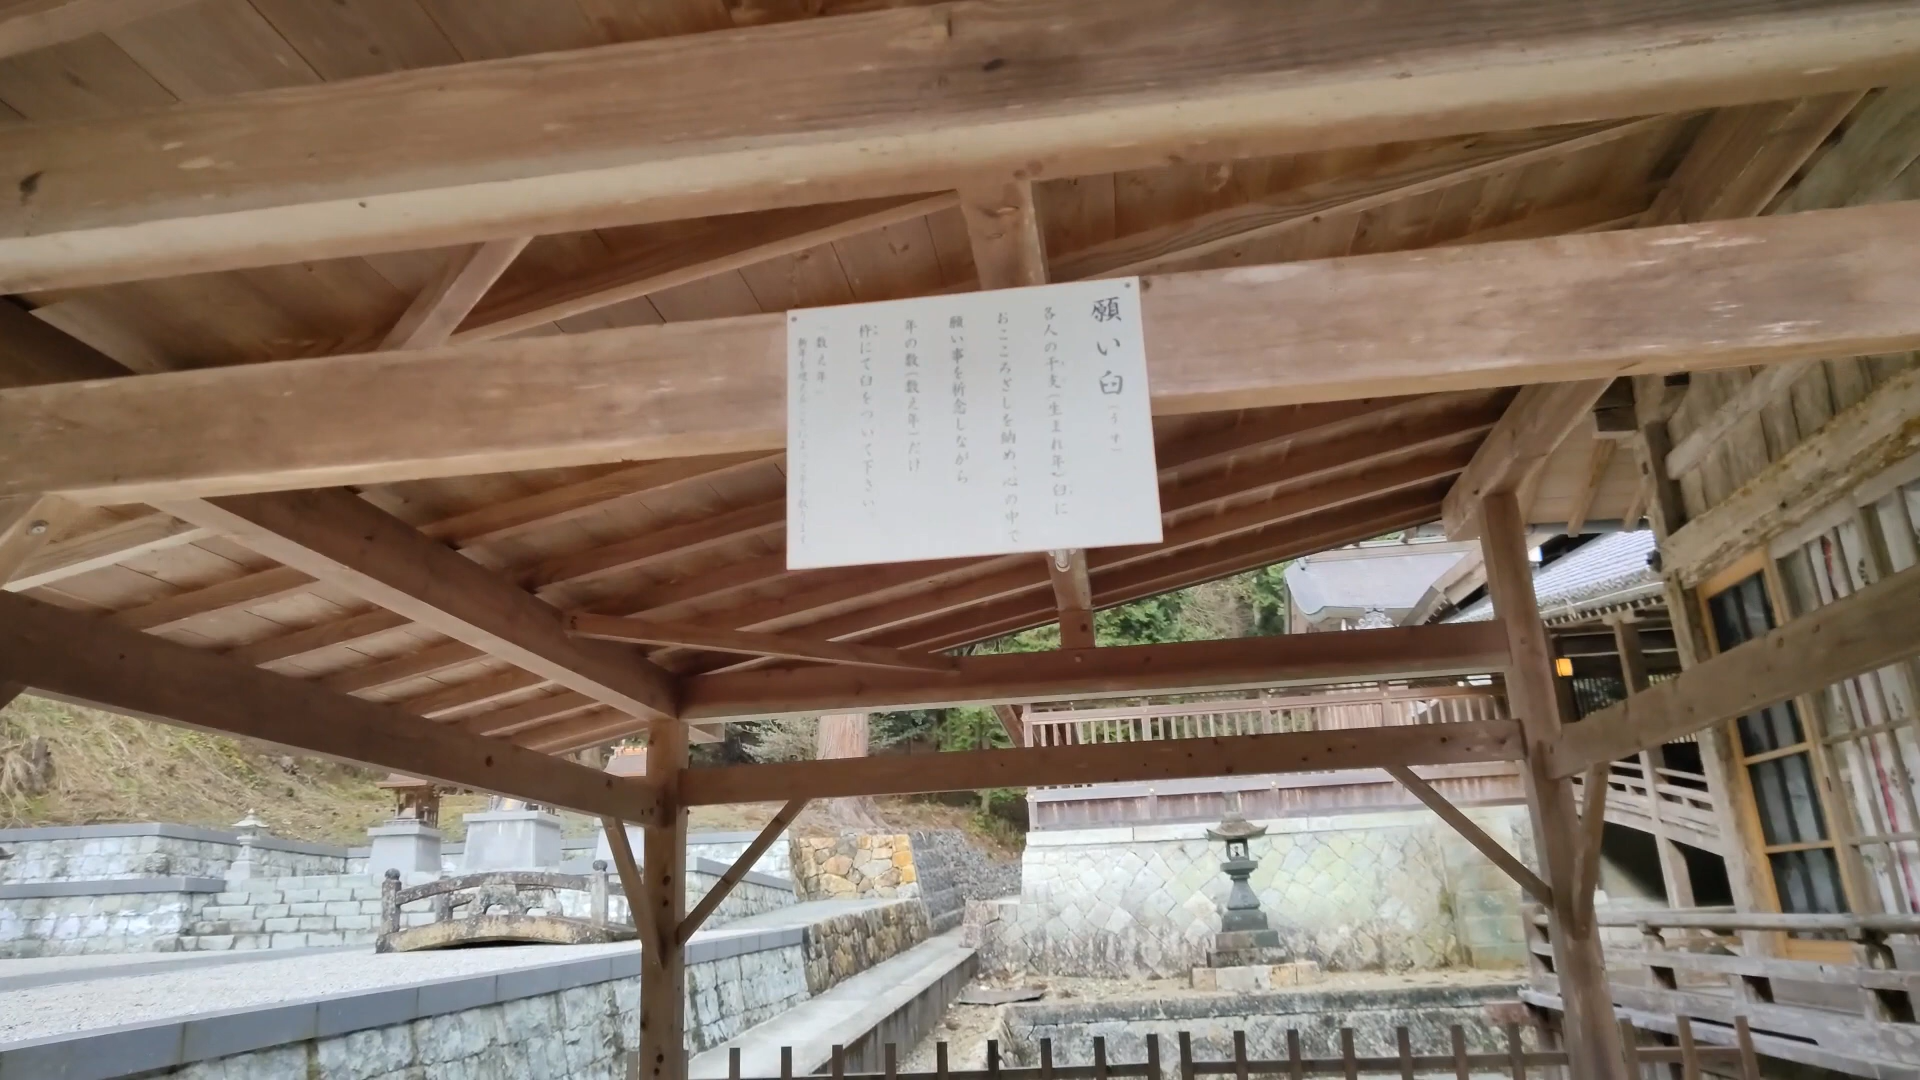 願い臼(うす)
各人の干支(生まれ年)臼に
おこころざしを納め、心の中で
願い事を祈念しながら
年の数(数え年)だけ
杵にて臼をついて下さい。
「数え年」